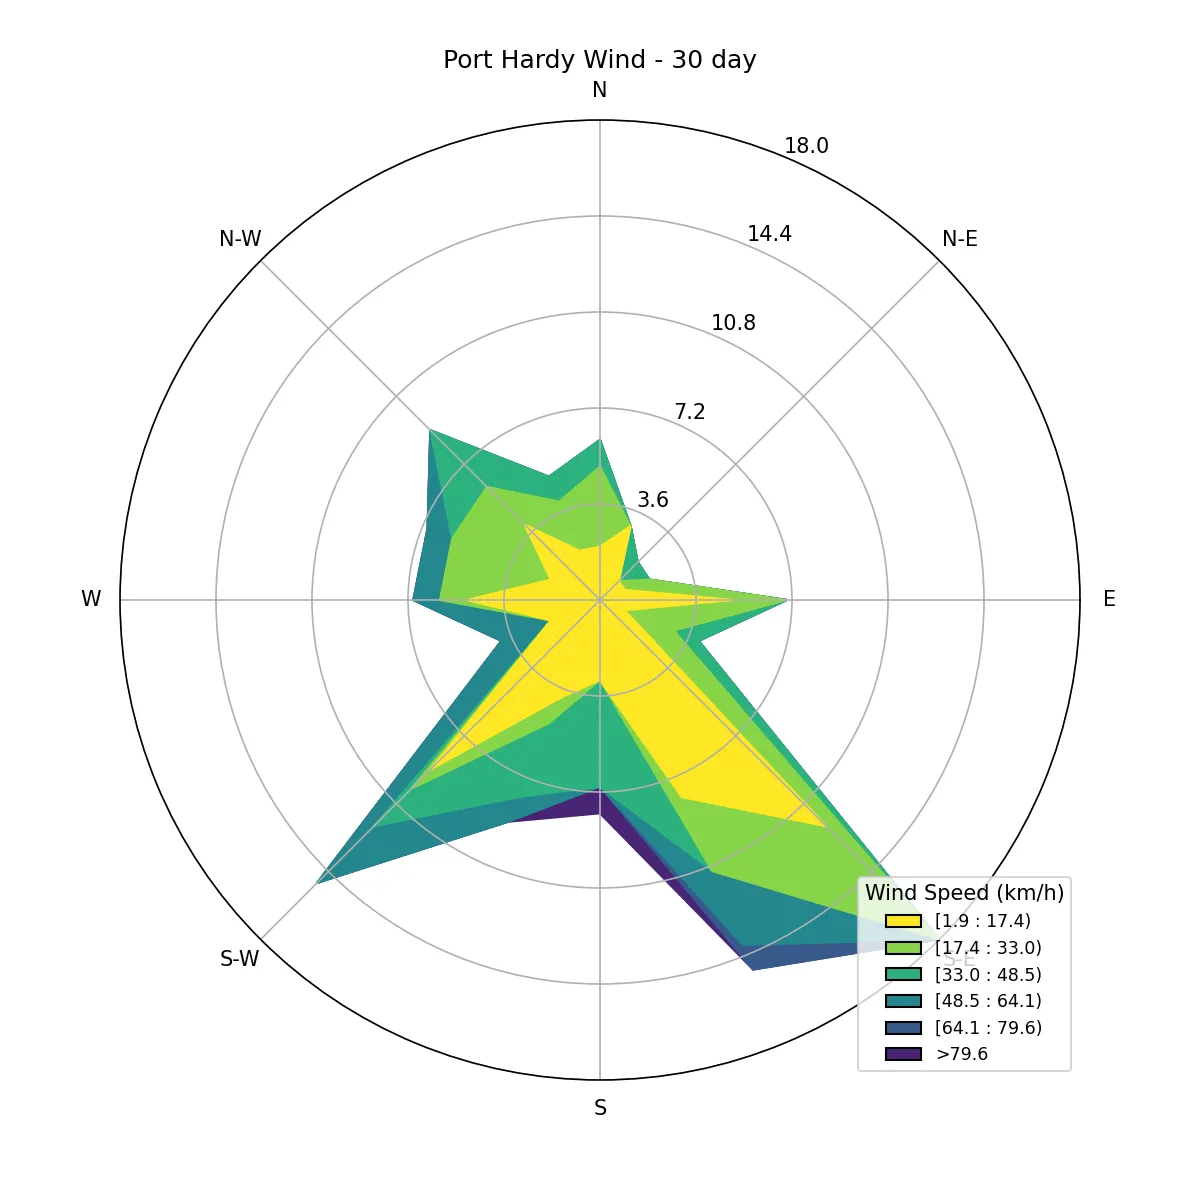 Port Hardy Wind - 30 day
N
18.0
14.4
N-W
N-E
10.8
7.2
3.6
W
E
Wind Speed (km/h)
[1.9 : 17.4)
[17.4 : 33.0)
S-W
S-E
[33.0 : 48.5)
[48.5 : 64.1)
[64.1 : 79.6)
>79.6
S